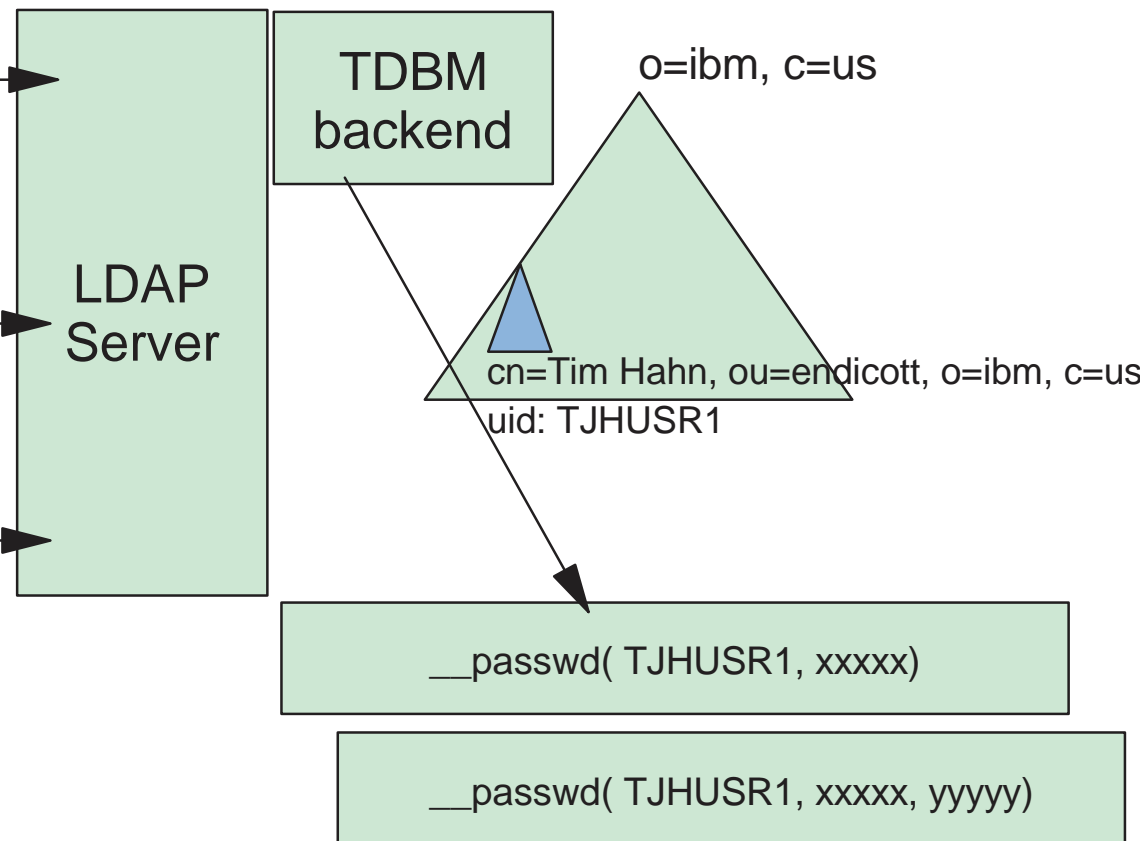 TDBM
backend
o=ibm, c=us
LDAP
Server
cn=Tim Hahn, ou=endicott, o=ibm, c=us
uid: TJHUSR1
__passwd( TJHUSR1, xxxxx)
__passwd( TJHUSR1, xxxxx, yyyyy)